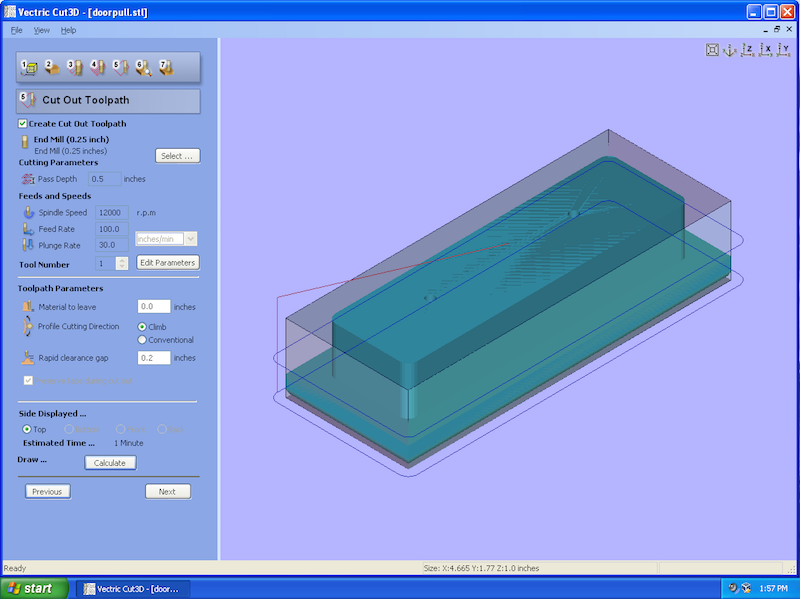 Vectric Cut3D - [doorpull.stl]
File View Help
1 2 3 4 5 6 7
Z X Y
5 Cut Out Toolpath
Create Cut Out Toolpath
End Mill (0.25 inch)
End Mill (0.25 inches)
Select ...
Cutting Parameters
Pass Depth 0.5 inches
Feeds and Speeds
Spindle Speed 12000 r.p.m
Feed Rate 100.0
inches/min
Plunge Rate 30.0
Tool Number 1 Edit Parameters
Toolpath Parameters
Material to leave 0.0 inches
Profile Cutting Direction Climb
Conventional
Rapid clearance gap 0.2 inches
Side Displayed ...
Top
Estimated Time ... 1 Minute
Draw ...
Calculate
Previous Next
Ready Size: X:4.665 Y:1.77 Z:1.0 inches
start Vectric Cut3D - [door... 1:57 PM